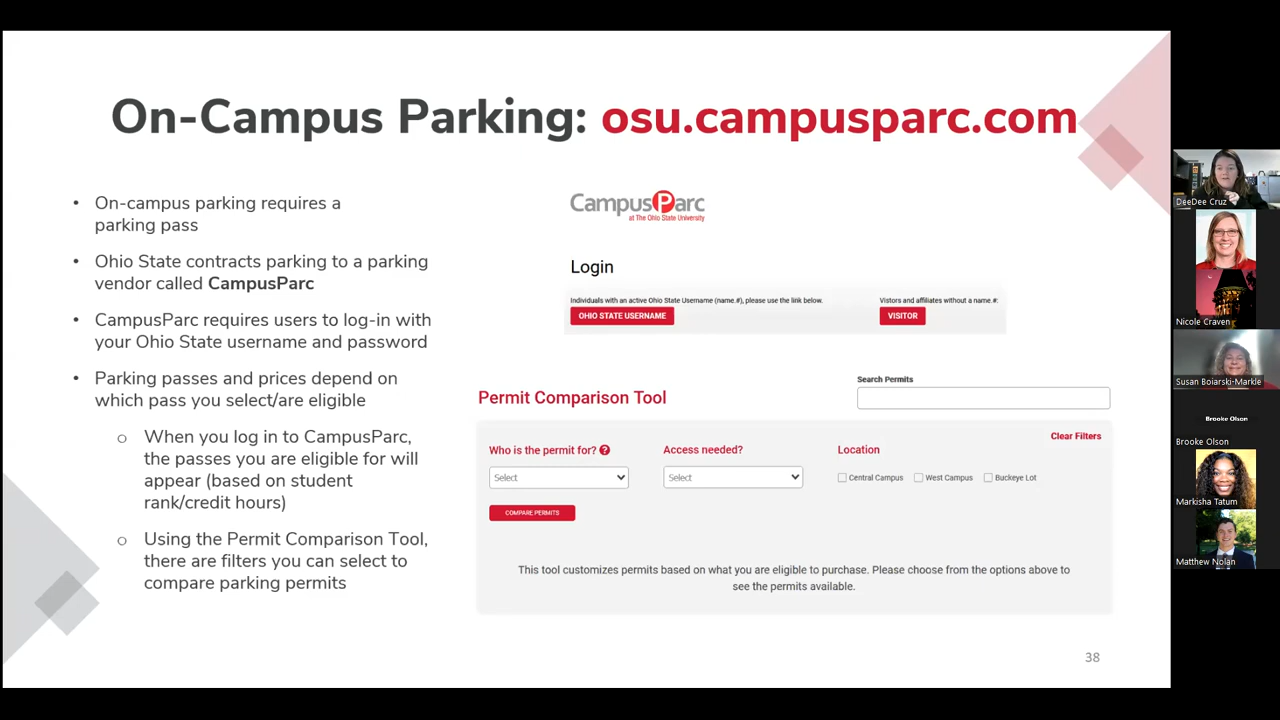 On-Campus Parking: osu.campusparc.com
• On-campus parking requires a
parking pass
• Ohio State contracts parking to a parking
vendor called CampusParc
• CampusParc requires users to log-in with
your Ohio State username and password
• Parking passes and prices depend on
which pass you select/are eligible
o When you log in to CampusParc,
the passes you are eligible for will
appear (based on student
rank/credit hours)
o Using the Permit Comparison Tool,
there are filters you can select to
compare parking permits
CampusParc
at The Ohio State University
Login
Individuals with an active Ohio State Username (name.#), please use the link below.
OHIO STATE USERNAME
Vistors and affiliates without a name.#:
VISITOR
Permit Comparison Tool
Search Permits
Clear Filters
Who is the permit for? ?
Select
Access needed?
Select
Location
Central Campus
West Campus
Buckeye Lot
COMPARE PERMITS
This tool customizes permits based on what you are eligible to purchase. Please choose from the options above to
see the permits available.
38
DeeDee Cruz
Nicole Craven
Susan Boiarski-Markle
Brooke Olson
Brooke Olson
Markisha Tatum
Matthew Nolan